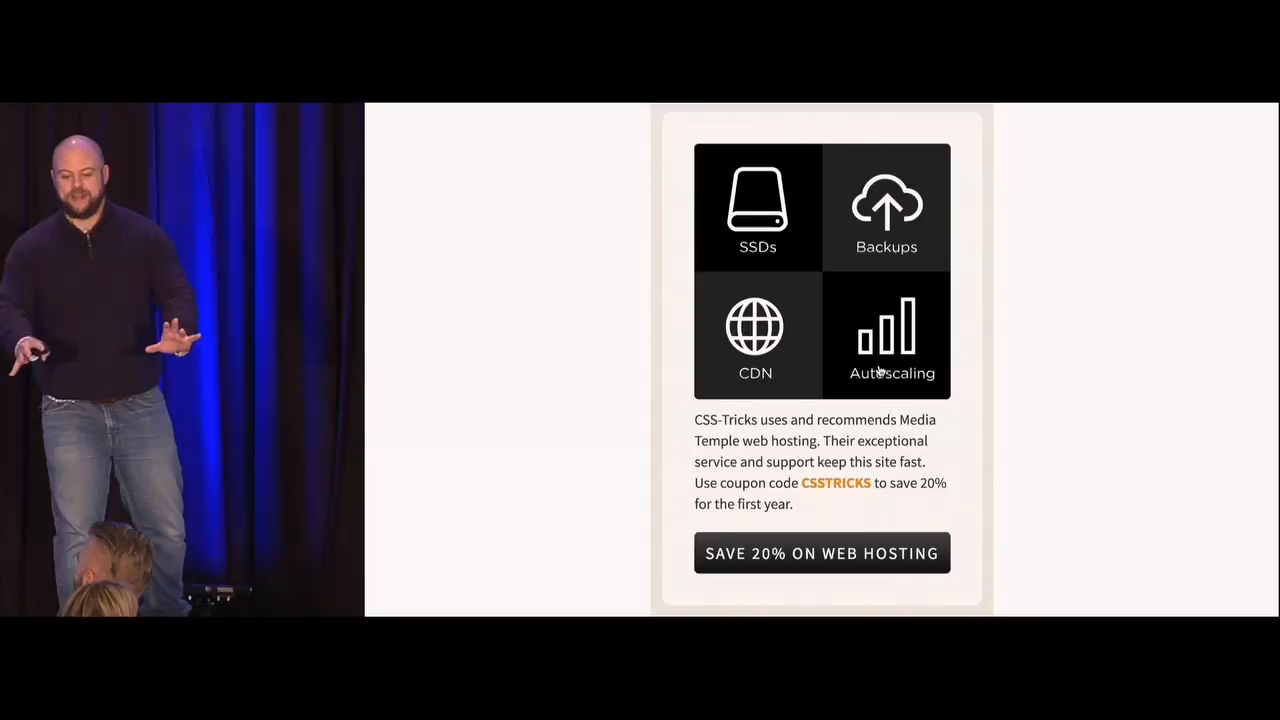 SSDs
Backups
CDN
Autoscaling
CSS-Tricks uses and recommends Media
Temple web hosting. Their exceptional
service and support keep this site fast.
Use coupon code CSSTRICKS to save 20%
for the first year.
SAVE 20% ON WEB HOSTING